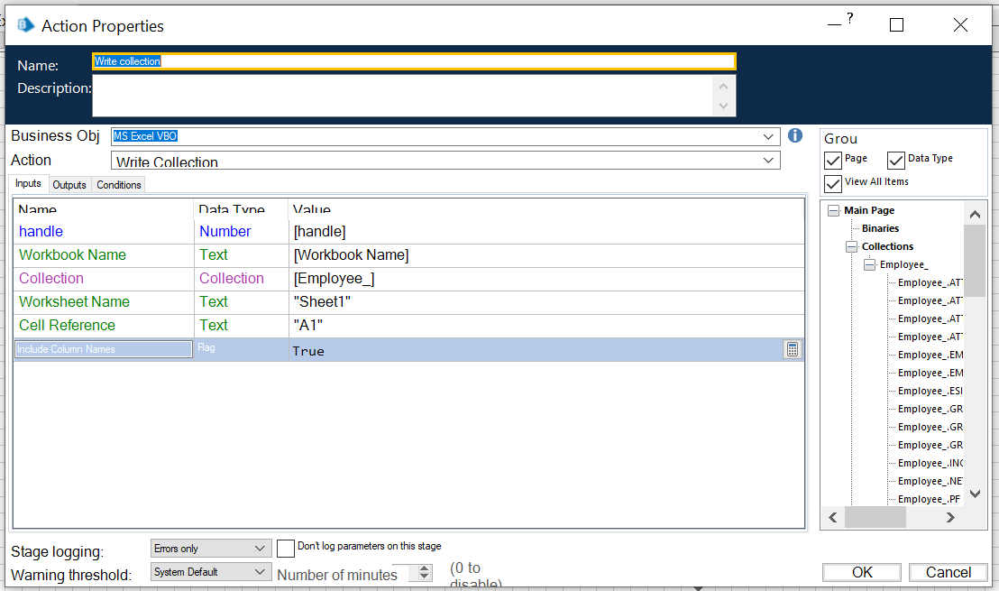 Action Properties
?
Name: Write collection
Description:
Business Obj MS Excel VBO
Action Write Collection
Inputs Outputs Conditions
Name Data Type Value
handle Number [handle]
Workbook Name Text [Workbook Name]
Collection Collection [Employee_]
Worksheet Name Text "Sheet1"
Cell Reference Text "A1"
Include Column Names Flag True
Grou
Page Data Type
View All Items
Main Page
Binaries
Collections
Employee_
Employee_.ATT
Employee_.ATT
Employee_.ATT
Employee_.ATT
Employee_.EM
Employee_.EM
Employee_.ESI
Employee_.GR
Employee_.GR
Employee_.GR
Employee_.INC
Employee_.NE
Employee_.PF
Stage logging: Errors only Don't log parameters on this stage
Warning threshold: System Default Number of minutes (0 to
disable)
OK Cancel